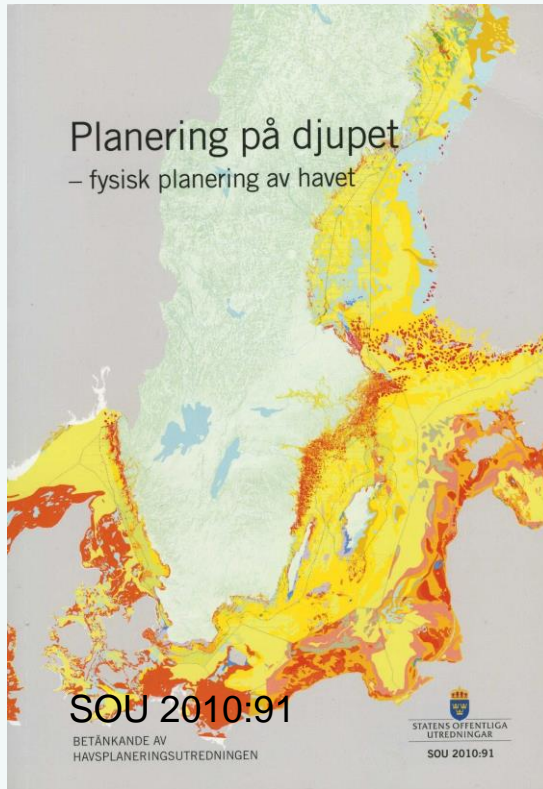 Planering på djupet
– fysisk planering av havet
SOU 2010:91
BETÄNKANDE AV
HAVSPLANERINGSUTREDNINGEN
STATENS OFFENTLIGA
UTREDNINGAR
SOU 2010:91